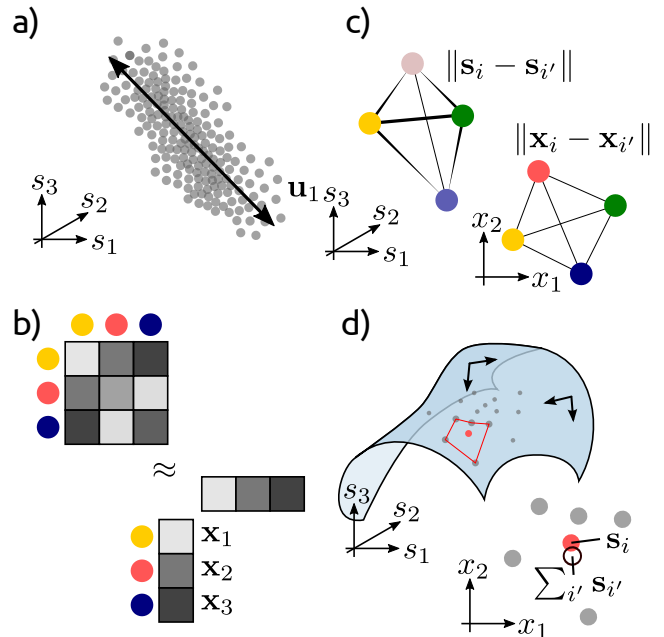 a)
s₃
s₂
s₁
u₁
c)
‖sᵢ − sᵢ′‖
‖xᵢ − xᵢ′‖
s₃
s₂
s₁
x₂
x₁
b)
≈
x₁
x₂
x₃
d)
s₃
s₂
s₁
sᵢ
∑ᵢ′ sᵢ′
x₂
x₁